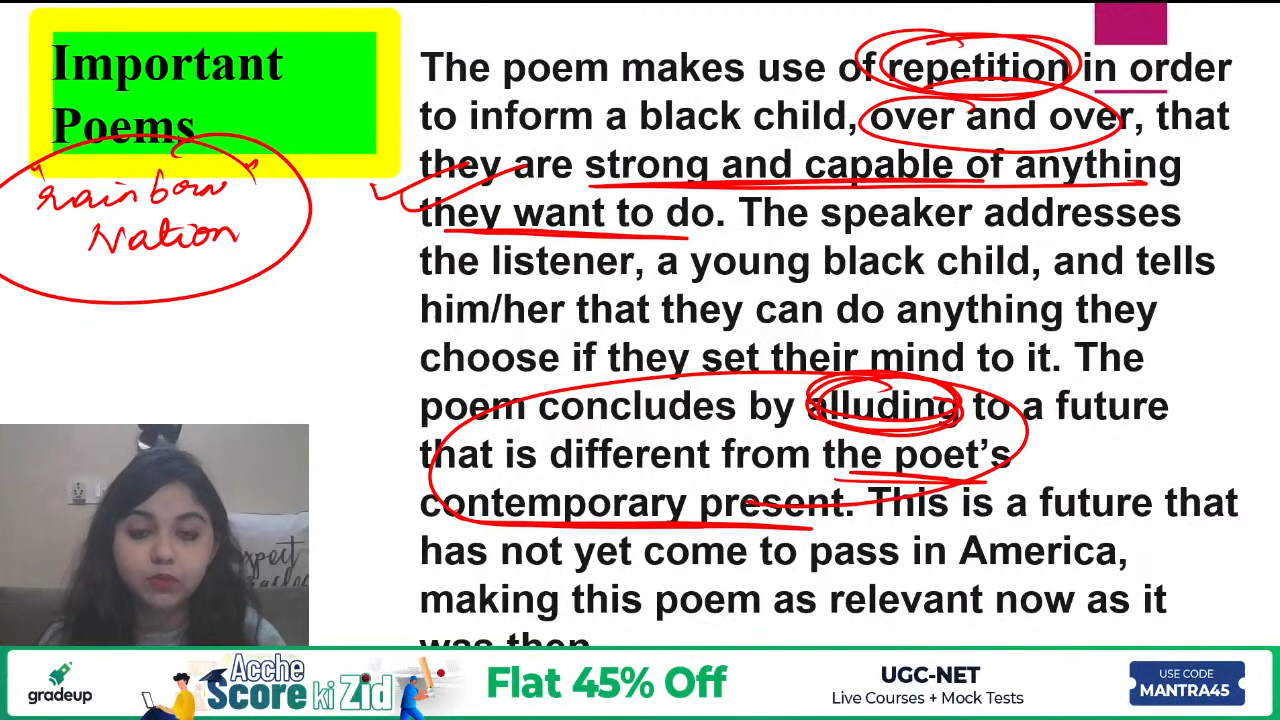 Important
Poems
"rainbow"
Nation
The poem makes use of repetition in order
to inform a black child, over and over, that
they are strong and capable of anything
they want to do. The speaker addresses
the listener, a young black child, and tells
him/her that they can do anything they
choose if they set their mind to it. The
poem concludes by alluding to a future
that is different from the poet’s
contemporary present. This is a future that
has not yet come to pass in America,
making this poem as relevant now as it
was then
expect
gradeup
Acche
Score ki Zid
Flat 45% Off
UGC-NET
Live Courses + Mock Tests
USE CODE
MANTRA45